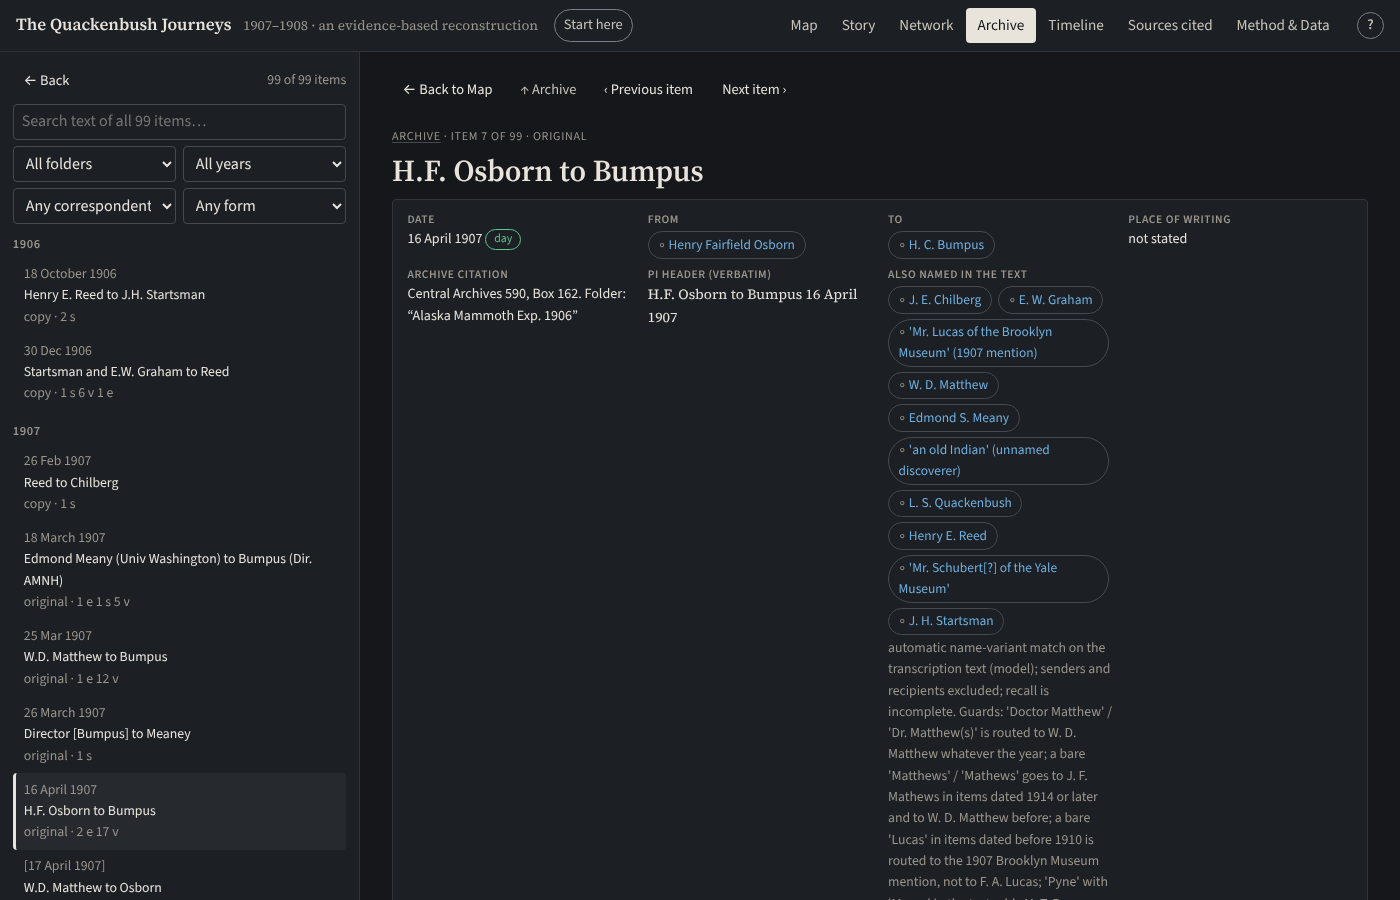 The Quackenbush Journeys 1907–1908 · an evidence-based reconstruction Start here Map Story Network Archive Timeline Sources cited Method & Data ?
← Back 99 of 99 items
Search text of all 99 items…
All folders All years
Any correspondent Any form
1906
18 October 1906
Henry E. Reed to J.H. Startsman
copy · 2 s
30 Dec 1906
Startsman and E.W. Graham to Reed
copy · 1 s 6 v 1 e
1907
26 Feb 1907
Reed to Chilberg
copy · 1 s
18 March 1907
Edmond Meany (Univ Washington) to Bumpus (Dir.
AMNH)
original · 1 e 1 s 5 v
25 Mar 1907
W.D. Matthew to Bumpus
original · 1 e 12 v
26 March 1907
Director [Bumpus] to Meaney
original · 1 s
16 April 1907
H.F. Osborn to Bumpus
original · 2 e 17 v
[17 April 1907]
W.D. Matthew to Osborn
← Back to Map ↑ Archive ‹ Previous item Next item ›
ARCHIVE · ITEM 7 OF 99 · ORIGINAL
H.F. Osborn to Bumpus
DATE
16 April 1907 day
FROM
Henry Fairfield Osborn
TO
H. C. Bumpus
PLACE OF WRITING
not stated
ARCHIVE CITATION
Central Archives 590, Box 162. Folder:
“Alaska Mammoth Exp. 1906”
PI HEADER (VERBATIM)
H.F. Osborn to Bumpus 16 April
1907
ALSO NAMED IN THE TEXT
J. E. Chilberg E. W. Graham
'Mr. Lucas of the Brooklyn
Museum' (1907 mention)
W. D. Matthew
Edmond S. Meany
'an old Indian' (unnamed
discoverer)
L. S. Quackenbush
Henry E. Reed
'Mr. Schubert[?] of the Yale
Museum'
J. H. Startsman
automatic name-variant match on the
transcription text (model); senders and
recipients excluded; recall is
incomplete. Guards: 'Doctor Matthew' /
'Dr. Matthew(s)' is routed to W. D.
Matthew whatever the year; a bare
'Matthews' / 'Mathews' goes to J. F.
Mathews in items dated 1914 or later
and to W. D. Matthew before; a bare
'Lucas' in items dated before 1910 is
routed to the 1907 Brooklyn Museum
mention, not to F. A. Lucas; 'Pyne' with